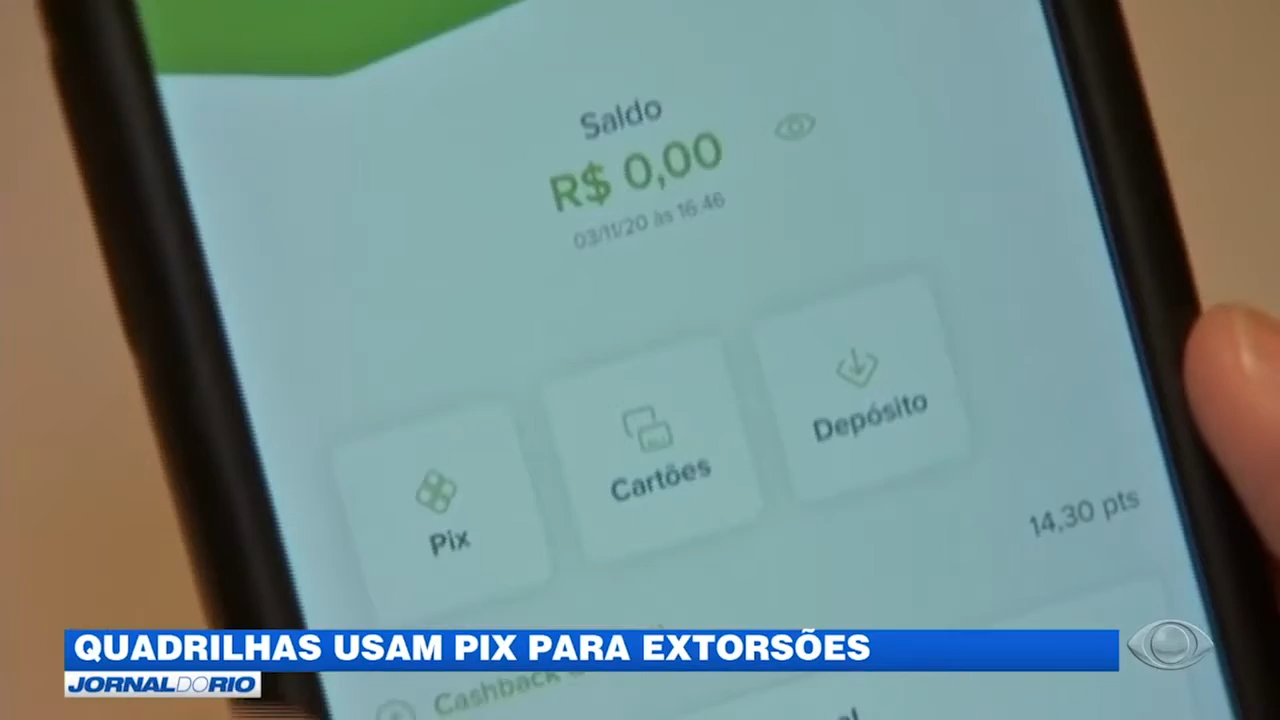 Saldo
R$ 0,00
03/11/20 às 16:46
Pix
Cartões
Depósito
14,30 pts
Cashback
QUADRILHAS USAM PIX PARA EXTORSÕES
JORNAL DO RIO